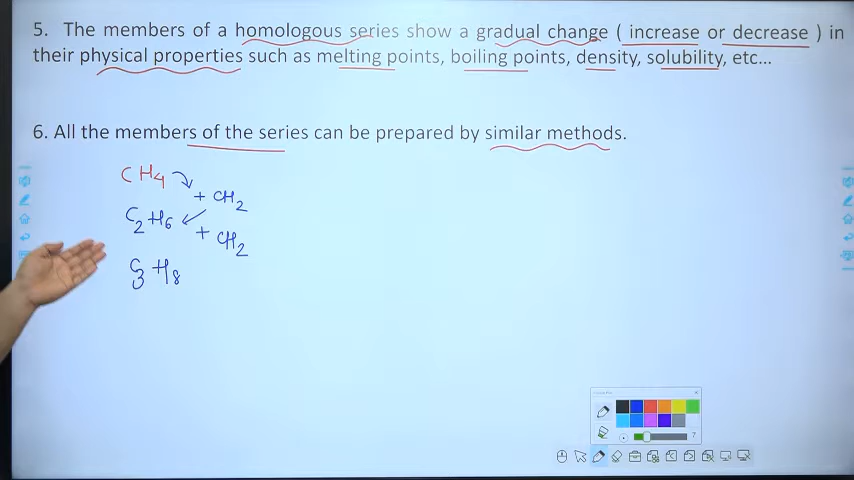 5. The members of a homologous series show a gradual change ( increase or decrease ) in
their physical properties such as melting points, boiling points, density, solubility, etc...
6. All the members of the series can be prepared by similar methods.
CH4
+ CH2
C2H6
+ CH2
C3H8
7